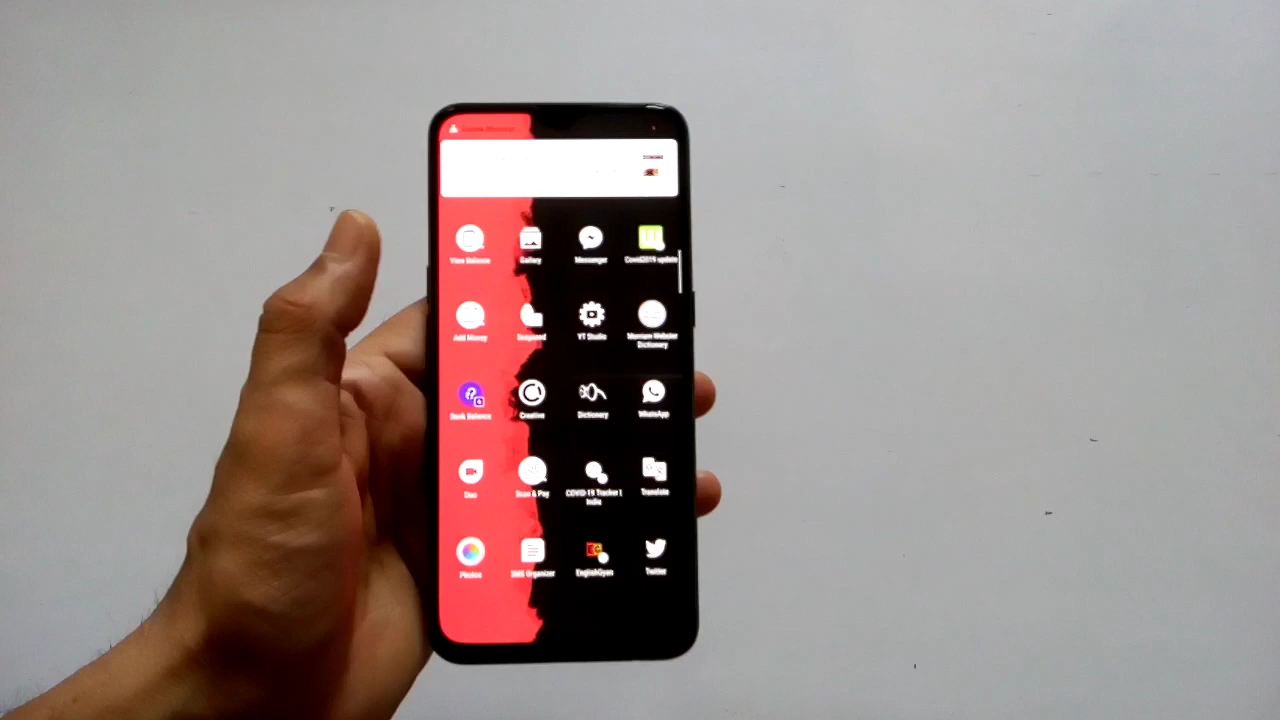 View Balance
Gallery
Messenger
Covid2019 update
Add Money
YT Studio
Merriam Webster
Dictionary
Bank Balance
Creative
Dictionary
WhatsApp
Duo
Scan & Pay
COVID-19 Tracker |
India
Translate
Photos
SMS Organizer
EnglishGyan
Twitter